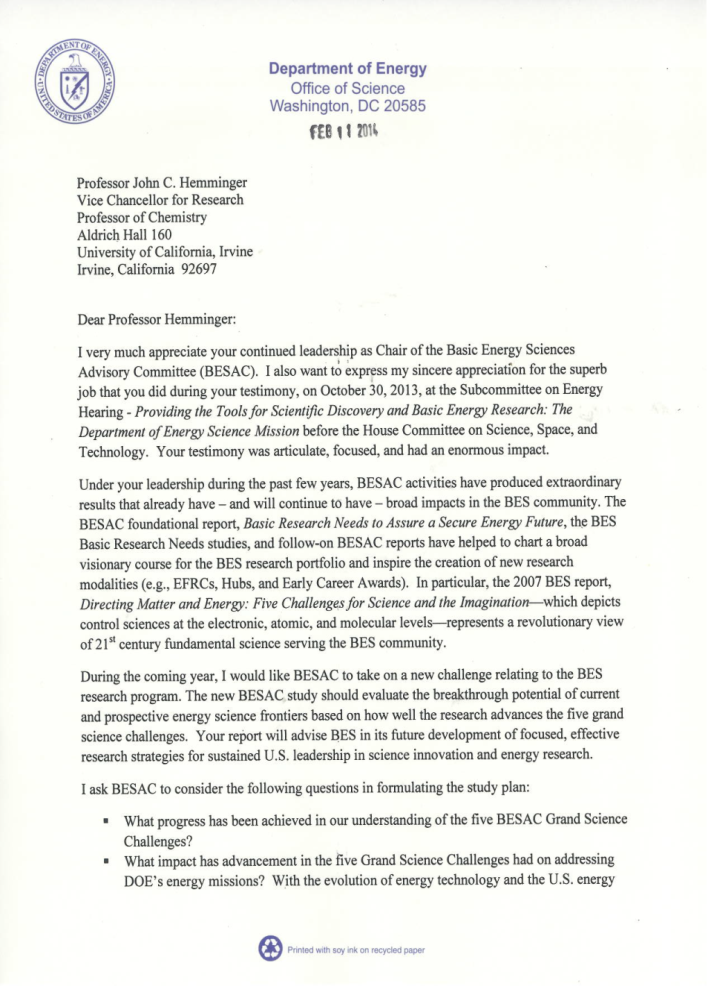 DEPARTMENT OF ENERGY
UNITED STATES OF AMERICA
Department of Energy
Office of Science
Washington, DC 20585
FEB 11 2014
Professor John C. Hemminger
Vice Chancellor for Research
Professor of Chemistry
Aldrich Hall 160
University of California, Irvine
Irvine, California 92697
Dear Professor Hemminger:
I very much appreciate your continued leadership as Chair of the Basic Energy Sciences
Advisory Committee (BESAC). I also want to express my sincere appreciation for the superb
job that you did during your testimony, on October 30, 2013, at the Subcommittee on Energy
Hearing - Providing the Tools for Scientific Discovery and Basic Energy Research: The
Department of Energy Science Mission before the House Committee on Science, Space, and
Technology. Your testimony was articulate, focused, and had an enormous impact.
Under your leadership during the past few years, BESAC activities have produced extraordinary
results that already have – and will continue to have – broad impacts in the BES community. The
BESAC foundational report, Basic Research Needs to Assure a Secure Energy Future, the BES
Basic Research Needs studies, and follow-on BESAC reports have helped to chart a broad
visionary course for the BES research portfolio and inspire the creation of new research
modalities (e.g., EFRCs, Hubs, and Early Career Awards). In particular, the 2007 BES report,
Directing Matter and Energy: Five Challenges for Science and the Imagination—which depicts
control sciences at the electronic, atomic, and molecular levels—represents a revolutionary view
of 21st century fundamental science serving the BES community.
During the coming year, I would like BESAC to take on a new challenge relating to the BES
research program. The new BESAC study should evaluate the breakthrough potential of current
and prospective energy science frontiers based on how well the research advances the five grand
science challenges. Your report will advise BES in its future development of focused, effective
research strategies for sustained U.S. leadership in science innovation and energy research.
I ask BESAC to consider the following questions in formulating the study plan:
▪ What progress has been achieved in our understanding of the five BESAC Grand Science
Challenges?
▪ What impact has advancement in the five Grand Science Challenges had on addressing
DOE's energy missions? With the evolution of energy technology and the U.S. energy
Printed with soy ink on recycled paper